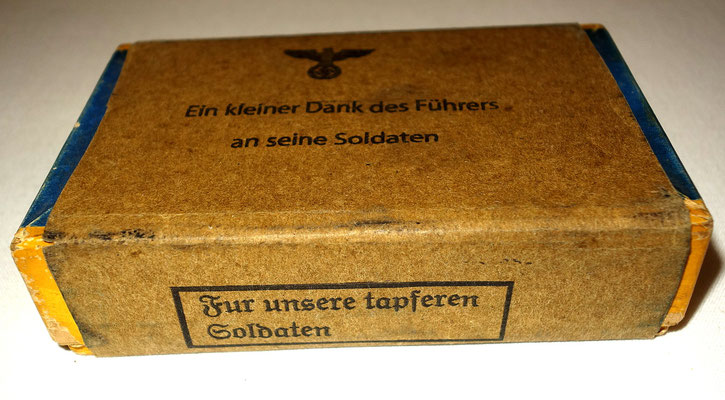 Ein kleiner Dank des Führers
an seine Soldaten
Fur unsere tapferen
Soldaten